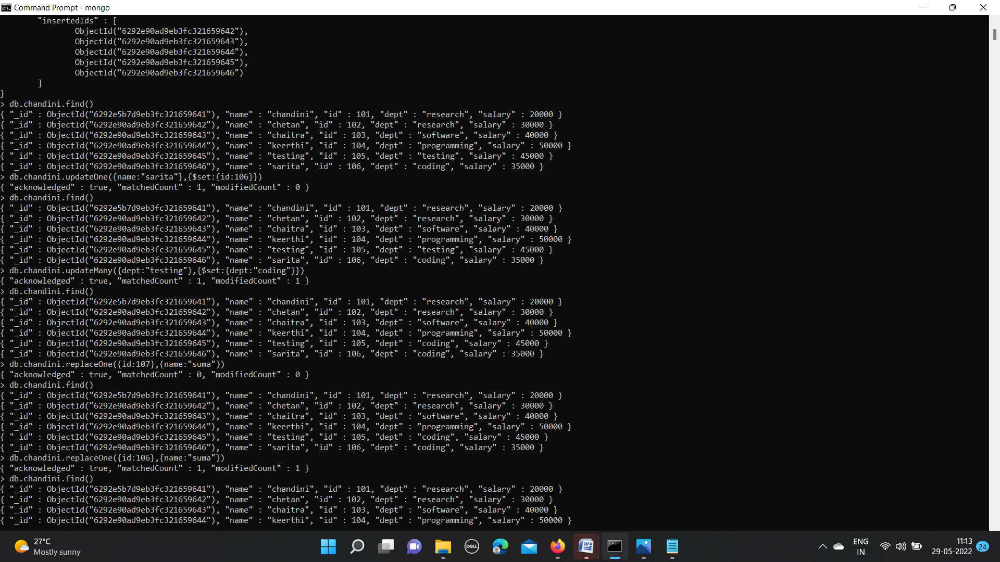 Command Prompt - mongo
        "insertedIds" : [
                ObjectId("6292e90ad9eb3fc321659642"),
                ObjectId("6292e90ad9eb3fc321659643"),
                ObjectId("6292e90ad9eb3fc321659644"),
                ObjectId("6292e90ad9eb3fc321659645"),
                ObjectId("6292e90ad9eb3fc321659646")
        ]
}
> db.chandini.find()
{ "_id" : ObjectId("6292e5b7d9eb3fc321659641"), "name" : "chandini", "id" : 101, "dept" : "research", "salary" : 20000 }
{ "_id" : ObjectId("6292e90ad9eb3fc321659642"), "name" : "chetan", "id" : 102, "dept" : "research", "salary" : 30000 }
{ "_id" : ObjectId("6292e90ad9eb3fc321659643"), "name" : "chaitra", "id" : 103, "dept" : "software", "salary" : 40000 }
{ "_id" : ObjectId("6292e90ad9eb3fc321659644"), "name" : "keerthi", "id" : 104, "dept" : "programming", "salary" : 50000 }
{ "_id" : ObjectId("6292e90ad9eb3fc321659645"), "name" : "testing", "id" : 105, "dept" : "testing", "salary" : 45000 }
{ "_id" : ObjectId("6292e90ad9eb3fc321659646"), "name" : "sarita", "id" : 106, "dept" : "coding", "salary" : 35000 }
> db.chandini.updateOne({name:"sarita"},{$set:{id:106}})
{ "acknowledged" : true, "matchedCount" : 1, "modifiedCount" : 0 }
> db.chandini.find()
{ "_id" : ObjectId("6292e5b7d9eb3fc321659641"), "name" : "chandini", "id" : 101, "dept" : "research", "salary" : 20000 }
{ "_id" : ObjectId("6292e90ad9eb3fc321659642"), "name" : "chetan", "id" : 102, "dept" : "research", "salary" : 30000 }
{ "_id" : ObjectId("6292e90ad9eb3fc321659643"), "name" : "chaitra", "id" : 103, "dept" : "software", "salary" : 40000 }
{ "_id" : ObjectId("6292e90ad9eb3fc321659644"), "name" : "keerthi", "id" : 104, "dept" : "programming", "salary" : 50000 }
{ "_id" : ObjectId("6292e90ad9eb3fc321659645"), "name" : "testing", "id" : 105, "dept" : "testing", "salary" : 45000 }
{ "_id" : ObjectId("6292e90ad9eb3fc321659646"), "name" : "sarita", "id" : 106, "dept" : "coding", "salary" : 35000 }
> db.chandini.updateMany({dept:"testing"},{$set:{dept:"coding"}})
{ "acknowledged" : true, "matchedCount" : 1, "modifiedCount" : 1 }
> db.chandini.find()
{ "_id" : ObjectId("6292e5b7d9eb3fc321659641"), "name" : "chandini", "id" : 101, "dept" : "research", "salary" : 20000 }
{ "_id" : ObjectId("6292e90ad9eb3fc321659642"), "name" : "chetan", "id" : 102, "dept" : "research", "salary" : 30000 }
{ "_id" : ObjectId("6292e90ad9eb3fc321659643"), "name" : "chaitra", "id" : 103, "dept" : "software", "salary" : 40000 }
{ "_id" : ObjectId("6292e90ad9eb3fc321659644"), "name" : "keerthi", "id" : 104, "dept" : "programming", "salary" : 50000 }
{ "_id" : ObjectId("6292e90ad9eb3fc321659645"), "name" : "testing", "id" : 105, "dept" : "coding", "salary" : 45000 }
{ "_id" : ObjectId("6292e90ad9eb3fc321659646"), "name" : "sarita", "id" : 106, "dept" : "coding", "salary" : 35000 }
> db.chandini.replaceOne({id:107},{name:"suma"})
{ "acknowledged" : true, "matchedCount" : 0, "modifiedCount" : 0 }
> db.chandini.find()
{ "_id" : ObjectId("6292e5b7d9eb3fc321659641"), "name" : "chandini", "id" : 101, "dept" : "research", "salary" : 20000 }
{ "_id" : ObjectId("6292e90ad9eb3fc321659642"), "name" : "chetan", "id" : 102, "dept" : "research", "salary" : 30000 }
{ "_id" : ObjectId("6292e90ad9eb3fc321659643"), "name" : "chaitra", "id" : 103, "dept" : "software", "salary" : 40000 }
{ "_id" : ObjectId("6292e90ad9eb3fc321659644"), "name" : "keerthi", "id" : 104, "dept" : "programming", "salary" : 50000 }
{ "_id" : ObjectId("6292e90ad9eb3fc321659645"), "name" : "testing", "id" : 105, "dept" : "coding", "salary" : 45000 }
{ "_id" : ObjectId("6292e90ad9eb3fc321659646"), "name" : "sarita", "id" : 106, "dept" : "coding", "salary" : 35000 }
> db.chandini.replaceOne({id:106},{name:"suma"})
{ "acknowledged" : true, "matchedCount" : 1, "modifiedCount" : 1 }
> db.chandini.find()
{ "_id" : ObjectId("6292e5b7d9eb3fc321659641"), "name" : "chandini", "id" : 101, "dept" : "research", "salary" : 20000 }
{ "_id" : ObjectId("6292e90ad9eb3fc321659642"), "name" : "chetan", "id" : 102, "dept" : "research", "salary" : 30000 }
{ "_id" : ObjectId("6292e90ad9eb3fc321659643"), "name" : "chaitra", "id" : 103, "dept" : "software", "salary" : 40000 }
{ "_id" : ObjectId("6292e90ad9eb3fc321659644"), "name" : "keerthi", "id" : 104, "dept" : "programming", "salary" : 50000 }
27°C
Mostly sunny
DELL
ENG
IN
11:13
29-05-2022
24